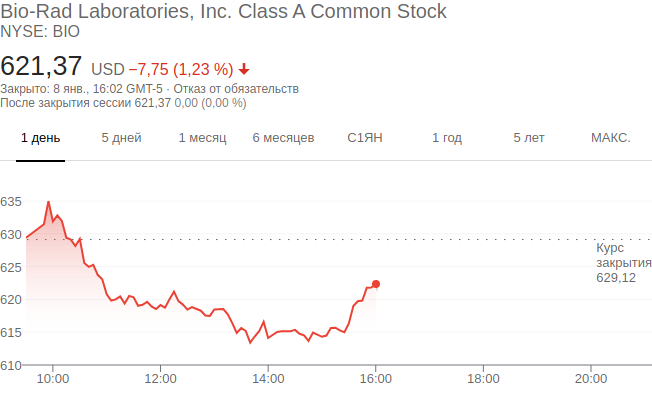 Bio-Rad Laboratories, Inc. Class A Common Stock
NYSE: BIO
621,37 USD −7,75 (1,23 %)
Закрыто: 8 янв., 16:02 GMT-5 · Отказ от обязательств
После закрытия сессии 621,37 0,00 (0,00 %)
1 день 5 дней 1 месяц 6 месяцев С1ЯН 1 год 5 лет МАКС.
635
630
625
620
615
610
Курс
закрытия
629,12
10:00 12:00 14:00 16:00 18:00 20:00